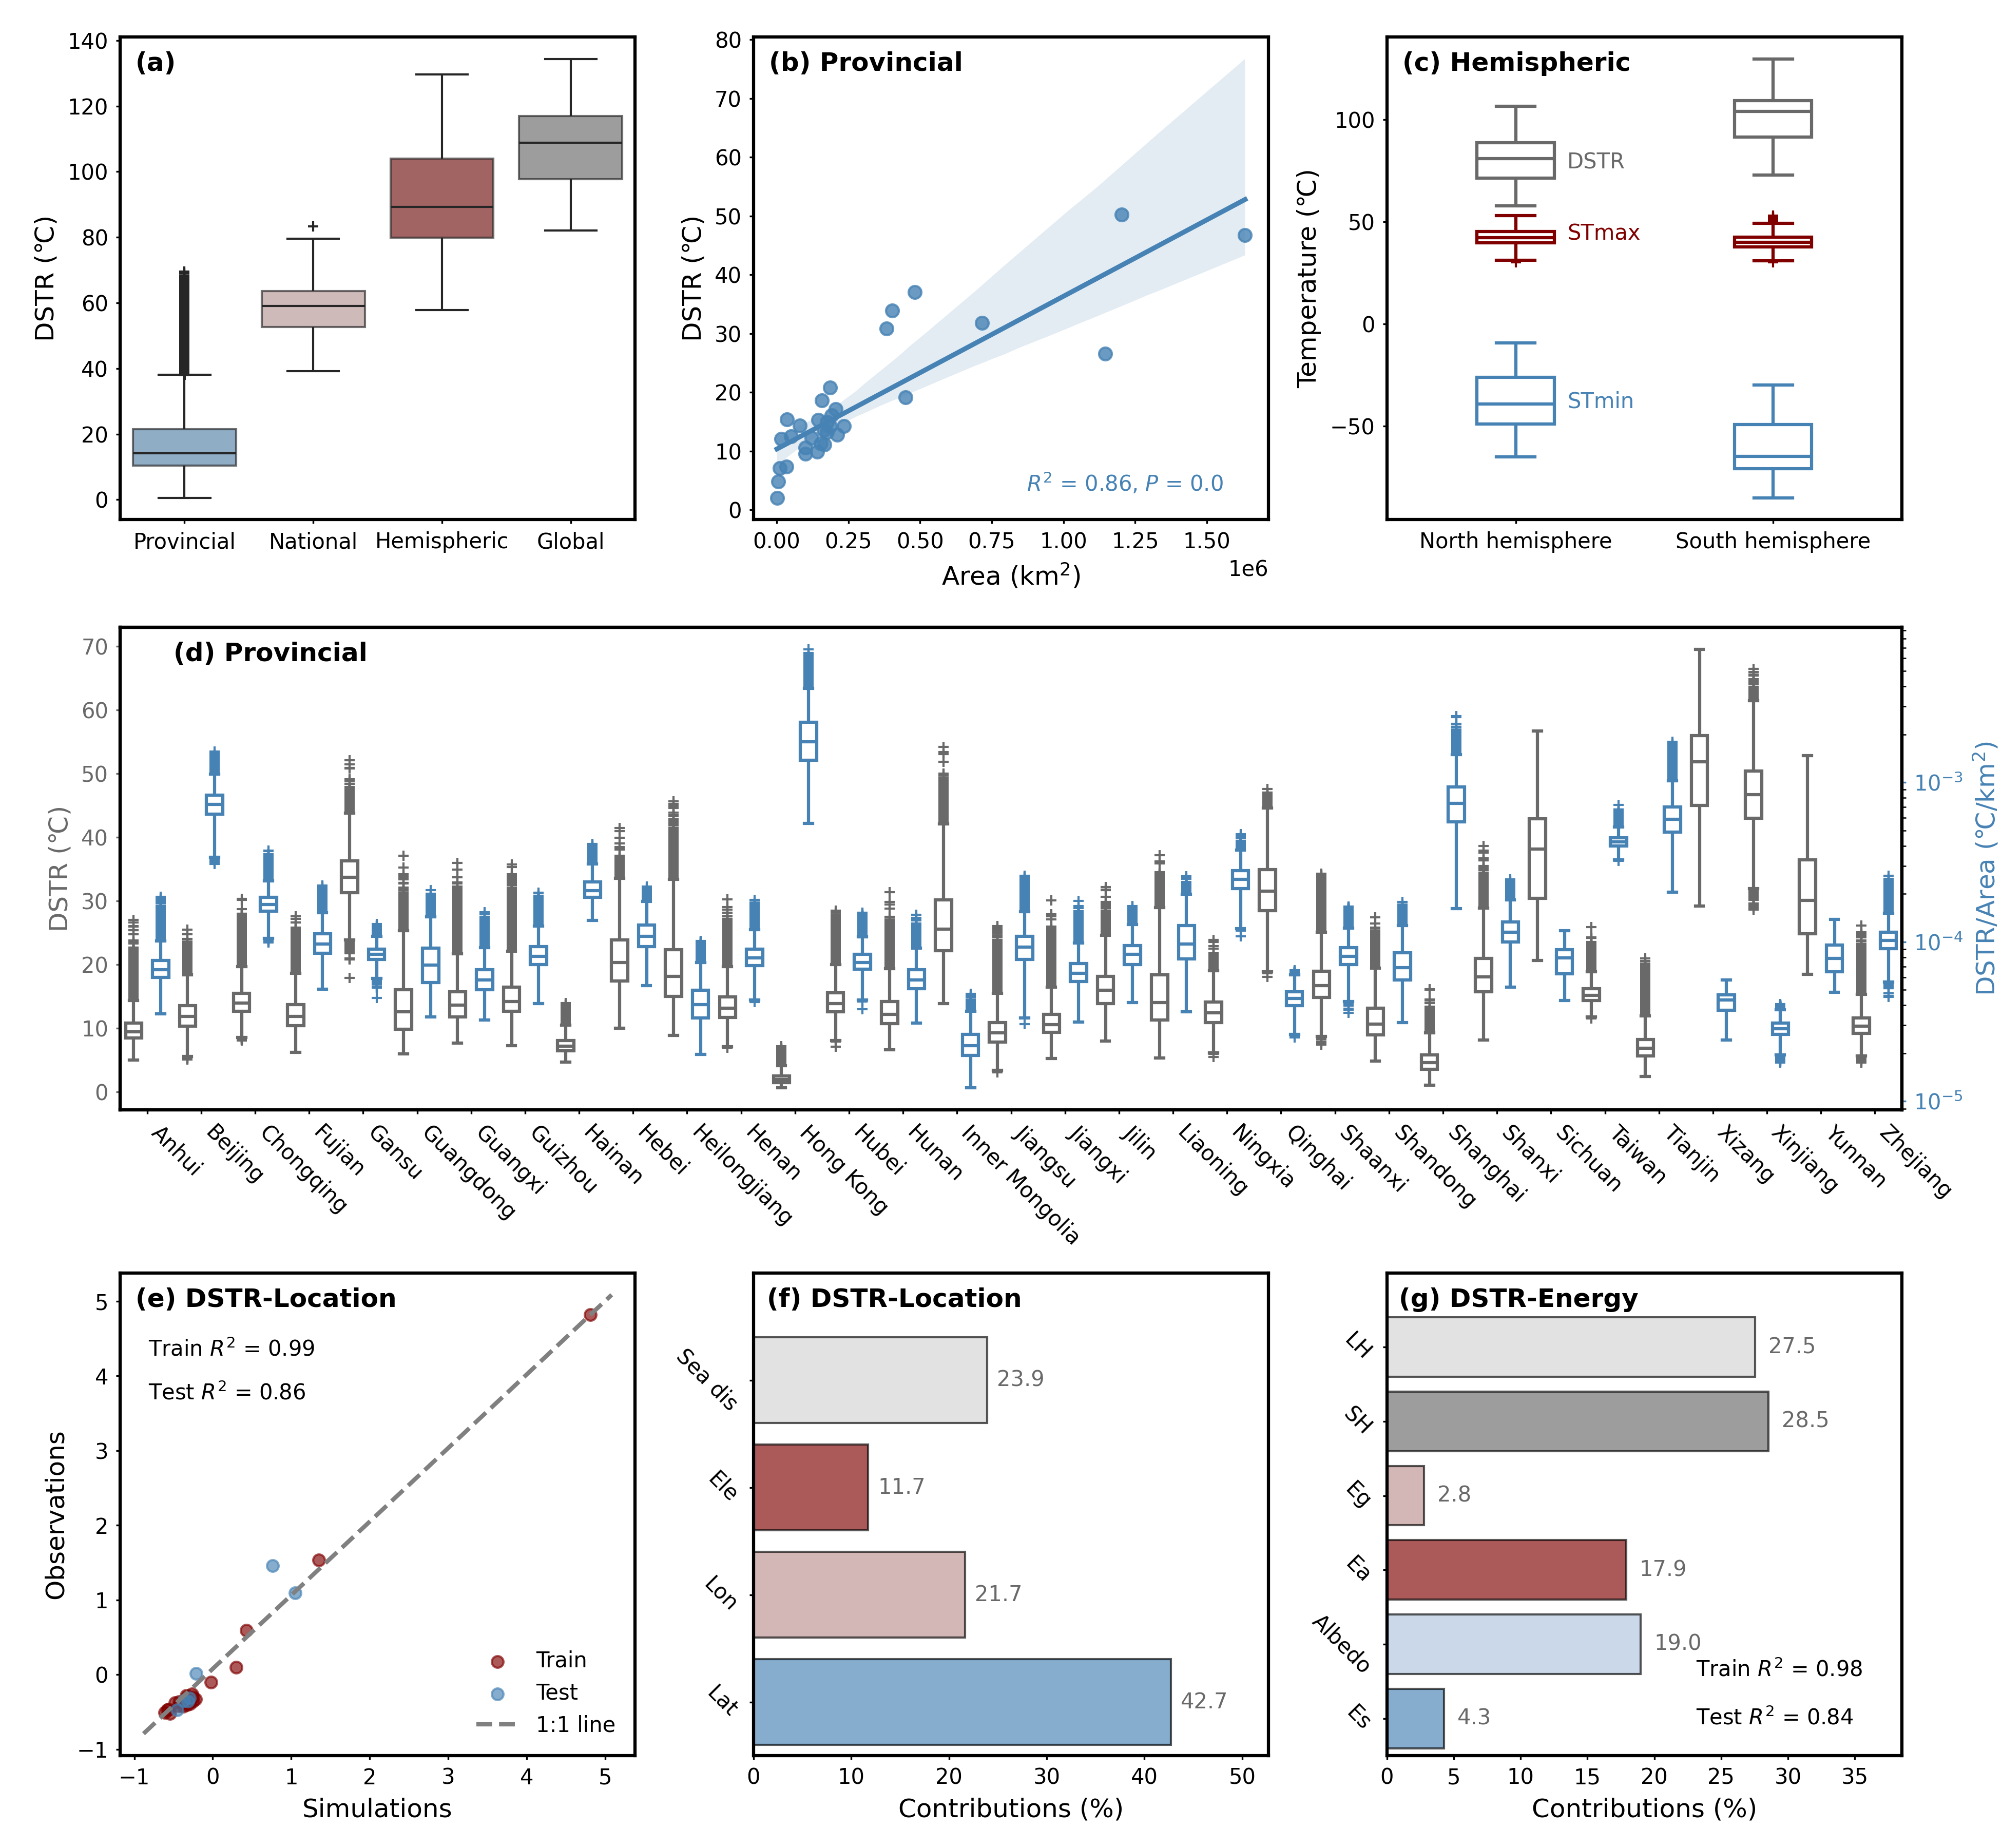 (a)
DSTR (°C)
140
120
100
80
60
40
20
0
Provincial
National
Hemispheric
Global
(b) Provincial
DSTR (°C)
80
70
60
50
40
30
20
10
0
R² = 0.86, P = 0.0
0.00
0.25
0.50
0.75
1.00
1.25
1.50
1e6
Area (km²)
(c) Hemispheric
Temperature (°C)
100
50
0
−50
DSTR
STmax
STmin
North hemisphere
South hemisphere
(d) Provincial
DSTR (°C)
70
60
50
40
30
20
10
0
10⁻³
10⁻⁴
10⁻⁵
DSTR/Area (°C/km²)
Anhui
Beijing
Chongqing
Fujian
Gansu
Guangdong
Guangxi
Guizhou
Hainan
Hebei
Heilongjiang
Henan
Hong Kong
Hubei
Hunan
Inner Mongolia
Jiangsu
Jiangxi
Jilin
Liaoning
Ningxia
Qinghai
Shaanxi
Shandong
Shanghai
Shanxi
Sichuan
Taiwan
Tianjin
Xizang
Xinjiang
Yunnan
Zhejiang
(e) DSTR-Location
Train R² = 0.99
Test R² = 0.86
Observations
5
4
3
2
1
0
−1
Train
Test
1:1 line
−1
0
1
2
3
4
5
Simulations
(f) DSTR-Location
Sea dis
23.9
Ele
11.7
Lon
21.7
Lat
42.7
0
10
20
30
40
50
Contributions (%)
(g) DSTR-Energy
LH
27.5
SH
28.5
Eg
2.8
Ea
17.9
Albedo
19.0
Train R² = 0.98
Es
4.3
Test R² = 0.84
0
5
10
15
20
25
30
35
Contributions (%)